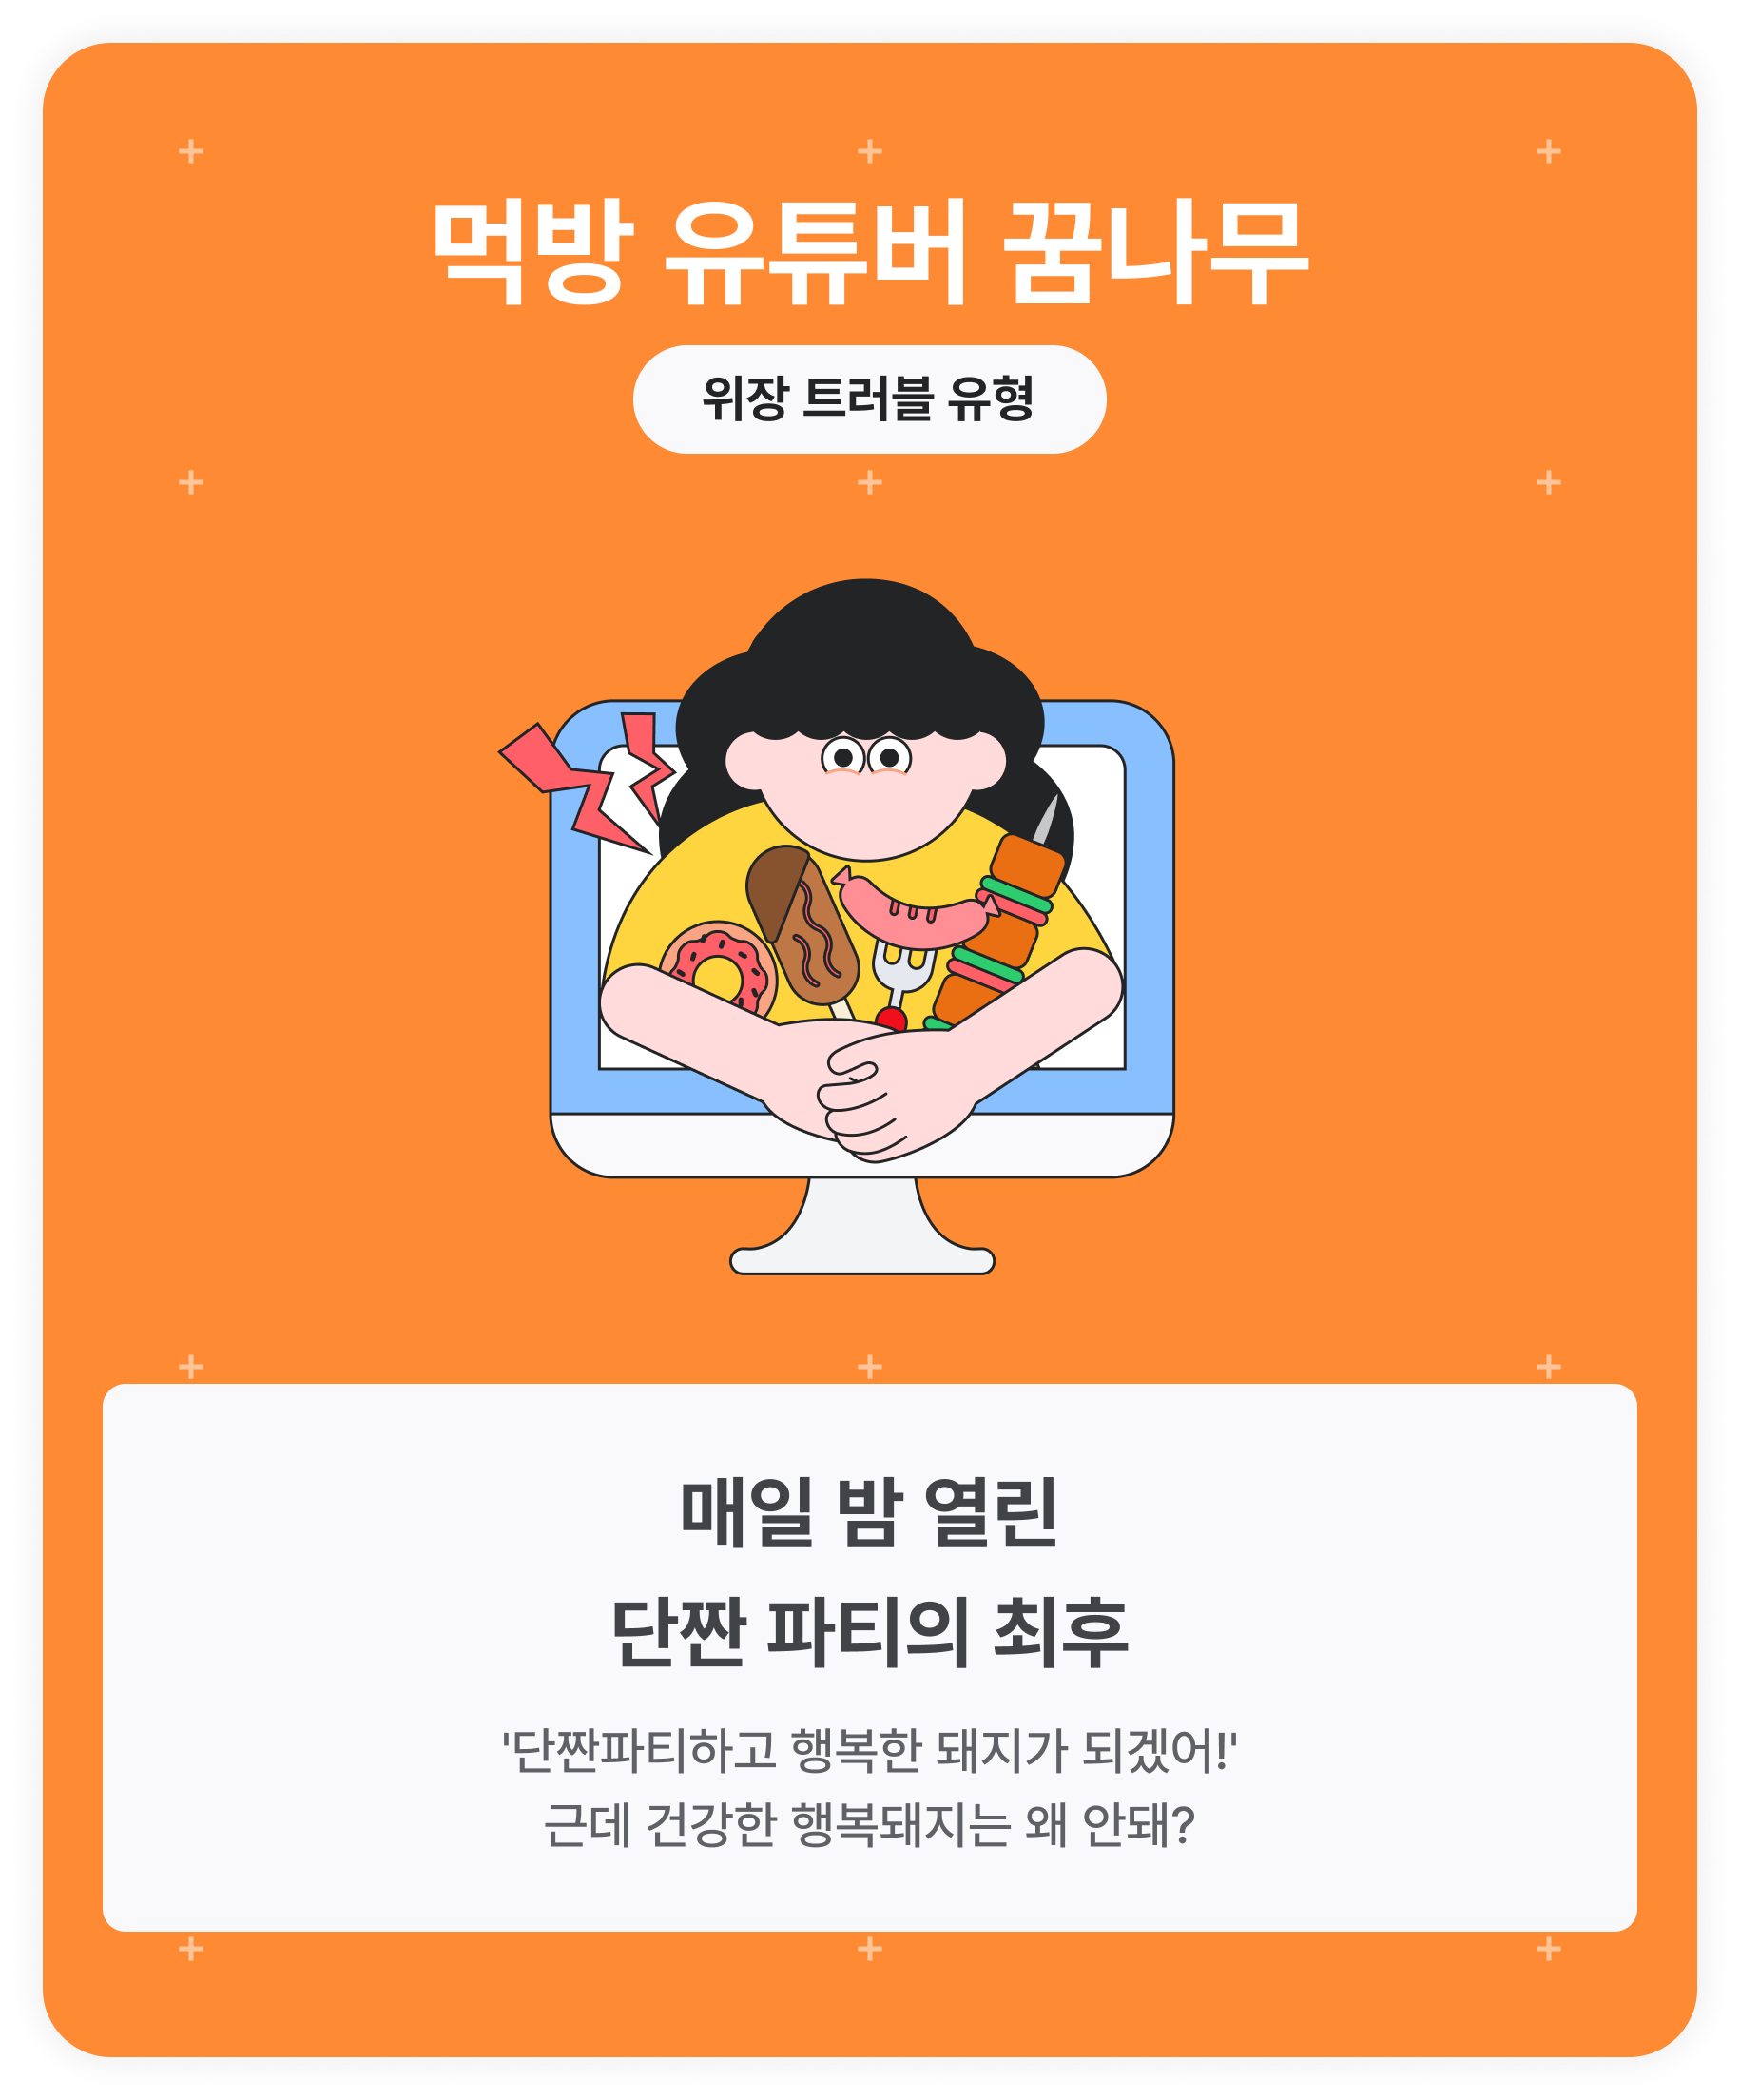 먹방 유튜버 꿈나무
위장 트러블 유형
매일 밤 열린
단짠 파티의 최후
'단짠파티하고 행복한 돼지가 되겠어!'
근데 건강한 행복돼지는 왜 안돼?